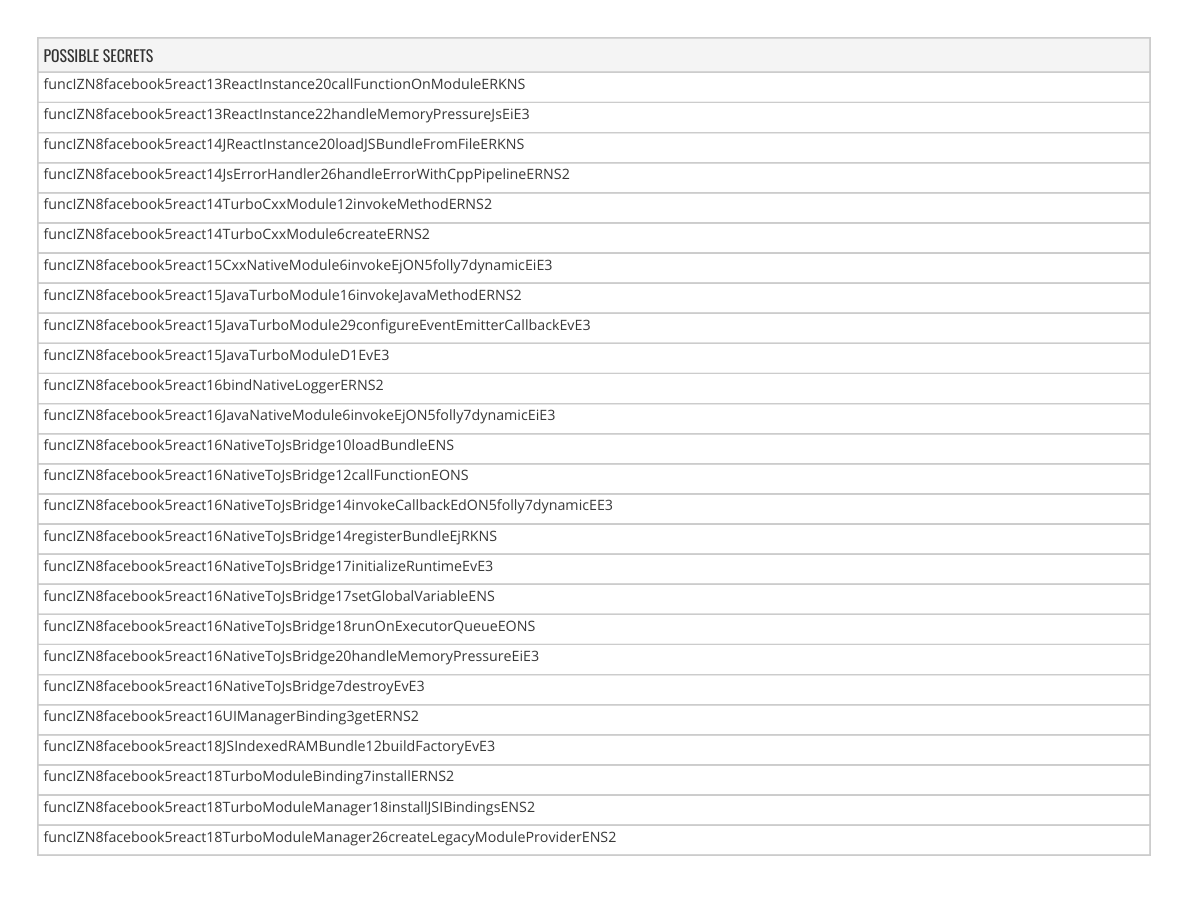 POSSIBLE SECRETS
funcIZN8facebook5react13ReactInstance20callFunctionOnModuleERKNS
funcIZN8facebook5react13ReactInstance22handleMemoryPressureJsEiE3
funcIZN8facebook5react14JReactInstance20loadJSBundleFromFileERKNS
funcIZN8facebook5react14JsErrorHandler26handleErrorWithCppPipelineERNS2
funcIZN8facebook5react14TurboCxxModule12invokeMethodERNS2
funcIZN8facebook5react14TurboCxxModule6createERNS2
funcIZN8facebook5react15CxxNativeModule6invokeEjON5folly7dynamicEiE3
funcIZN8facebook5react15JavaTurboModule16invokeJavaMethodERNS2
funcIZN8facebook5react15JavaTurboModule29configureEventEmitterCallbackEvE3
funcIZN8facebook5react15JavaTurboModuleD1EvE3
funcIZN8facebook5react16bindNativeLoggerERNS2
funcIZN8facebook5react16JavaNativeModule6invokeEjON5folly7dynamicEiE3
funcIZN8facebook5react16NativeToJsBridge10loadBundleENS
funcIZN8facebook5react16NativeToJsBridge12callFunctionEONS
funcIZN8facebook5react16NativeToJsBridge14invokeCallbackEdON5folly7dynamicEE3
funcIZN8facebook5react16NativeToJsBridge14registerBundleEjRKNS
funcIZN8facebook5react16NativeToJsBridge17initializeRuntimeEvE3
funcIZN8facebook5react16NativeToJsBridge17setGlobalVariableENS
funcIZN8facebook5react16NativeToJsBridge18runOnExecutorQueueEONS
funcIZN8facebook5react16NativeToJsBridge20handleMemoryPressureEiE3
funcIZN8facebook5react16NativeToJsBridge7destroyEvE3
funcIZN8facebook5react16UIManagerBinding3getERNS2
funcIZN8facebook5react18JSIndexedRAMBundle12buildFactoryEvE3
funcIZN8facebook5react18TurboModuleBinding7installERNS2
funcIZN8facebook5react18TurboModuleManager18installJSIBindingsENS2
funcIZN8facebook5react18TurboModuleManager26createLegacyModuleProviderENS2